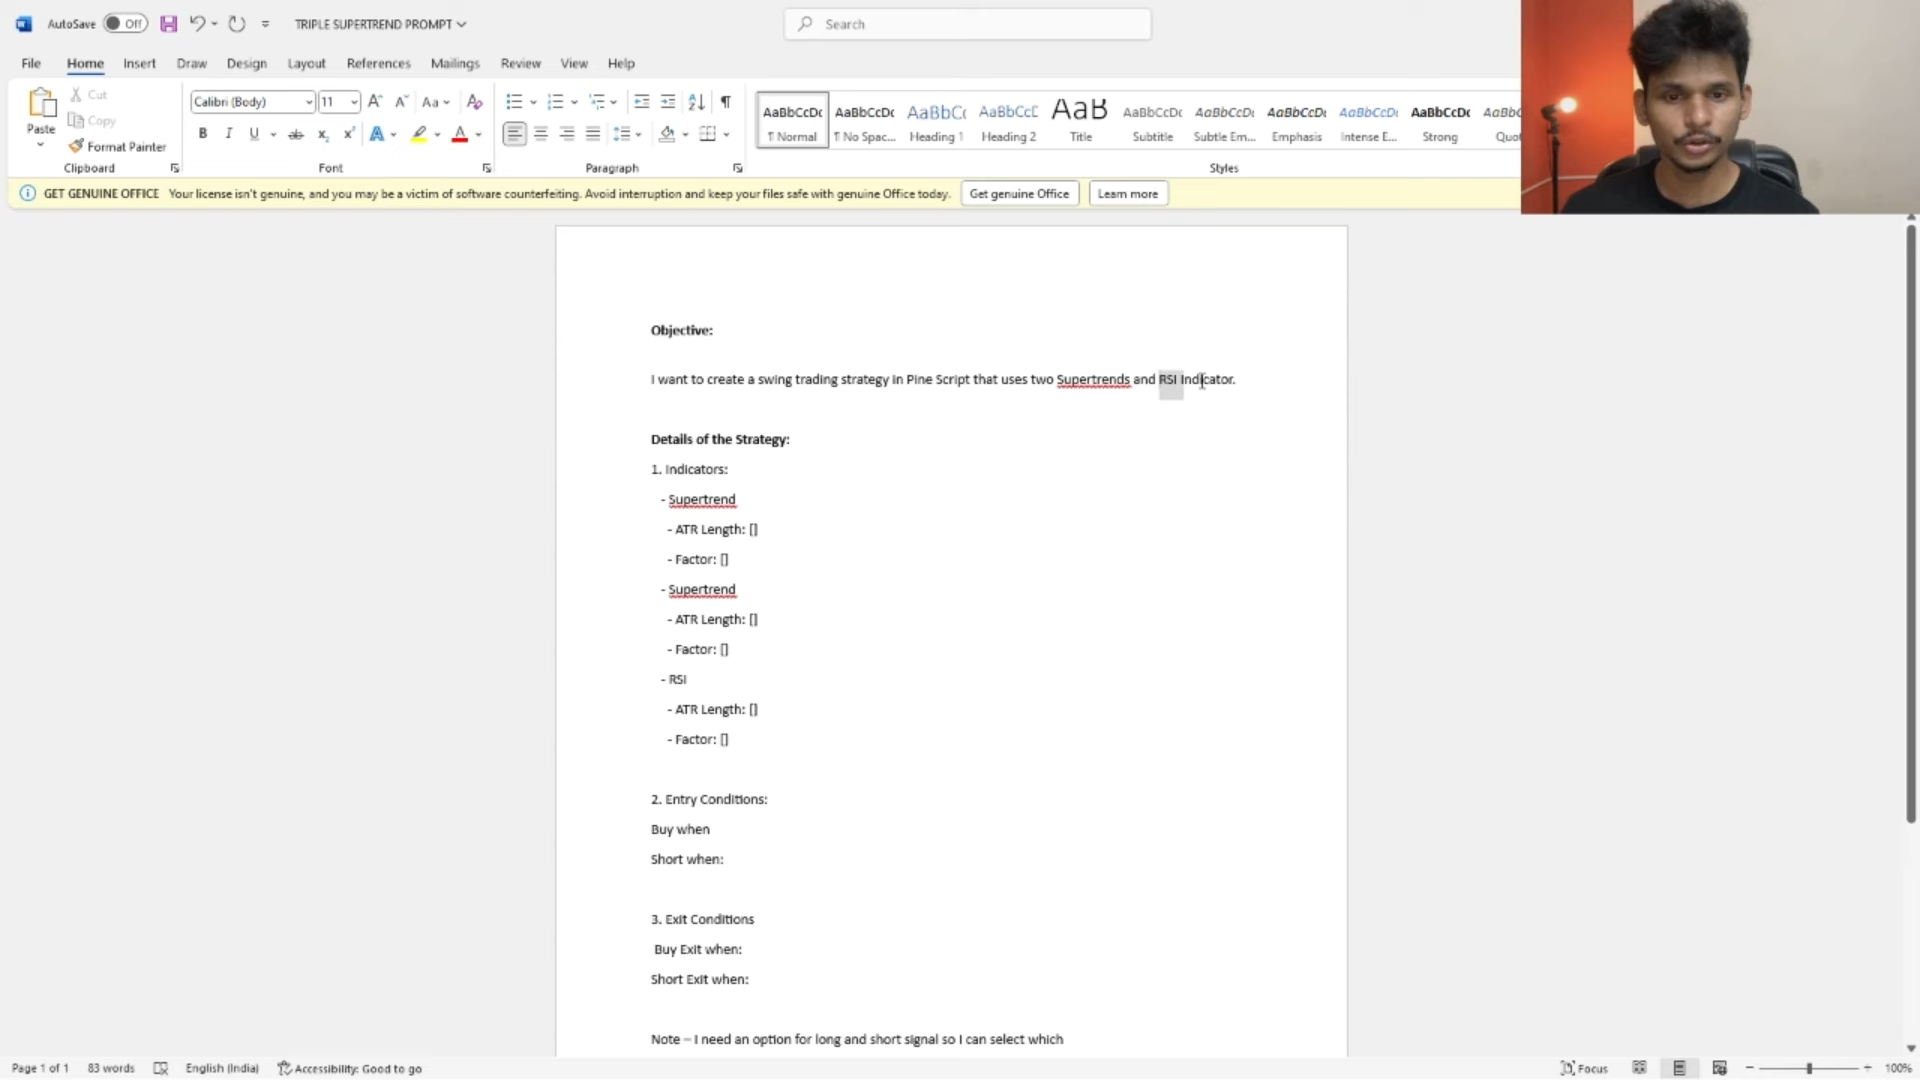 AutoSave Off TRIPLE SUPERTREND PROMPT Search
File Home Insert Draw Design Layout References Mailings Review View Help
Paste Cut Copy Format Painter
Calibri (Body) 11
AaBbCcDc AaBbCcDc AaBbCc AaBbCcC AaB AaBbCcDc AaBbCcDc AaBbCcDc AaBbCcDc AaBbCcDc AaBbCcDc
¶ Normal ¶ No Spac... Heading 1 Heading 2 Title Subtitle Subtle Em... Emphasis Intense E... Strong
Clipboard Font Paragraph Styles
GET GENUINE OFFICE Your license isn't genuine, and you may be a victim of software counterfeiting. Avoid interruption and keep your files safe with genuine Office today. Get genuine Office Learn more
Objective:
I want to create a swing trading strategy in Pine Script that uses two Supertrends and RSI Indicator.
Details of the Strategy:
1. Indicators:
- Supertrend
- ATR Length: []
- Factor: []
- Supertrend
- ATR Length: []
- Factor: []
- RSI
- ATR Length: []
- Factor: []
2. Entry Conditions:
Buy when
Short when:
3. Exit Conditions
Buy Exit when:
Short Exit when:
Note – I need an option for long and short signal so I can select which
Page 1 of 1 83 words English (India) Accessibility: Good to go Focus 100%